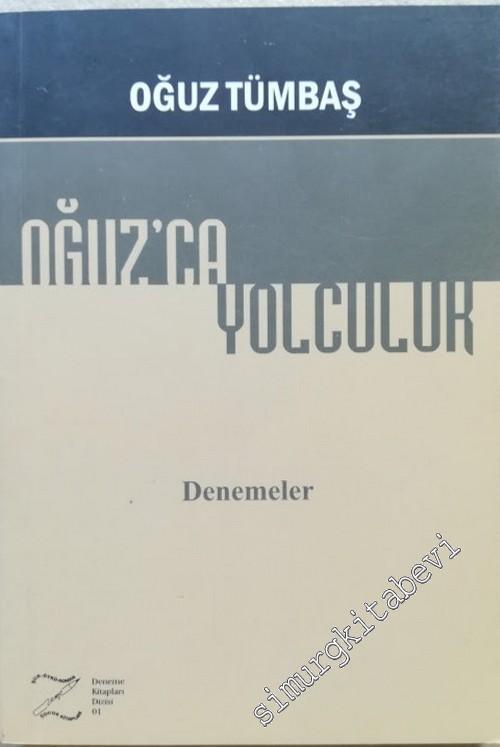 OĞUZ TÜMBAŞ
OĞUZ'CA
YOLCULUK
Denemeler
Deneme
Kitapları
Dizisi
01
simurgkitabevi